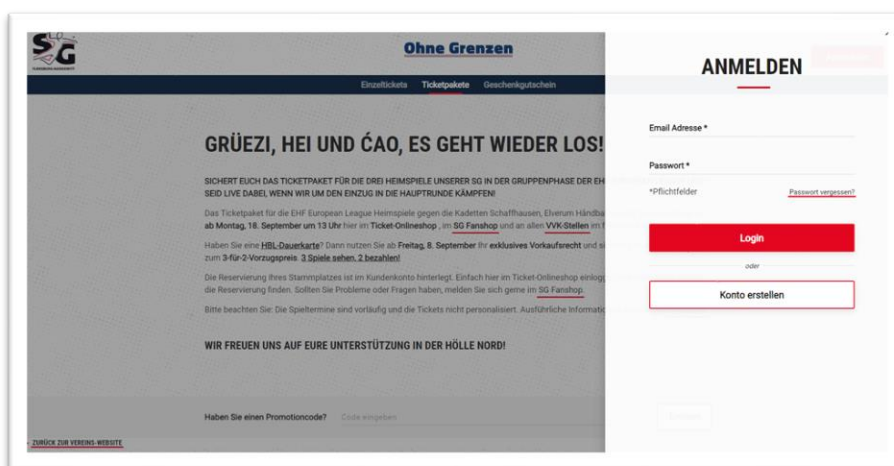 SG
Ohne Grenzen
Einzeltickets Ticketpakete Geschenkgutschein
GRÜEZI, HEI UND ĆAO, ES GEHT WIEDER LOS!
SICHERT EUCH DAS TICKETPAKET FÜR DIE DREI HEIMSPIELE UNSERER SG IN DER GRUPPENPHASE DER EH
SEID LIVE DABEI, WENN WIR UM DEN EINZUG IN DIE HAUPTRUNDE KÄMPFEN!
Das Ticketpaket für die EHF European League Heimspiele gegen die Kadetten Schaffhausen, Elverum Håndba
ab Montag, 18. September um 13 Uhr hier im Ticket-Onlineshop , im SG Fanshop und an allen VVK-Stellen im f
Haben Sie eine HBL-Dauerkarte? Dann nutzen Sie ab Freitag, 8. September Ihr exklusives Vorkaufsrecht und si
zum 3-für-2-Vorzugspreis. 3 Spiele sehen, 2 bezahlen!
Die Reservierung Ihres Stammplatzes ist im Kundenkonto hinterlegt. Einfach hier im Ticket-Onlineshop einlogg
die Reservierung finden. Sollten Sie Probleme oder Fragen haben, melden Sie sich gerne im SG Fanshop.
Bitte beachten Sie: Die Spieltermine sind vorläufig und die Tickets nicht personalisiert. Ausführliche Informatio
WIR FREUEN UNS AUF EURE UNTERSTÜTZUNG IN DER HÖLLE NORD!
Haben Sie einen Promotioncode? Code eingeben
ZURÜCK ZUR VEREINS-WEBSITE
ANMELDEN
Email Adresse *
Passwort *
*Pflichtfelder Passwort vergessen?
Login
oder
Konto erstellen